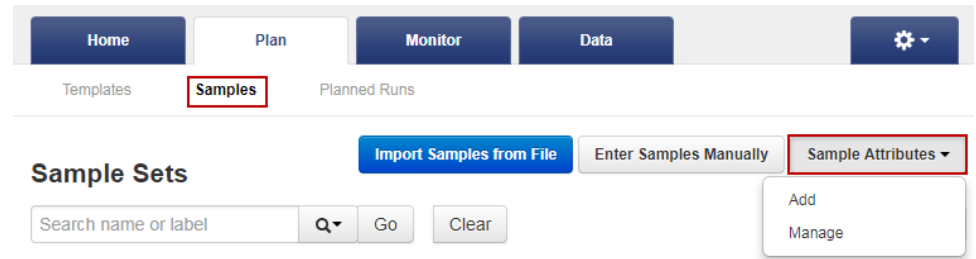 Home Plan Monitor Data
Templates Samples Planned Runs
Sample Sets Import Samples from File Enter Samples Manually Sample Attributes
Search name or label Go Clear
Add
Manage